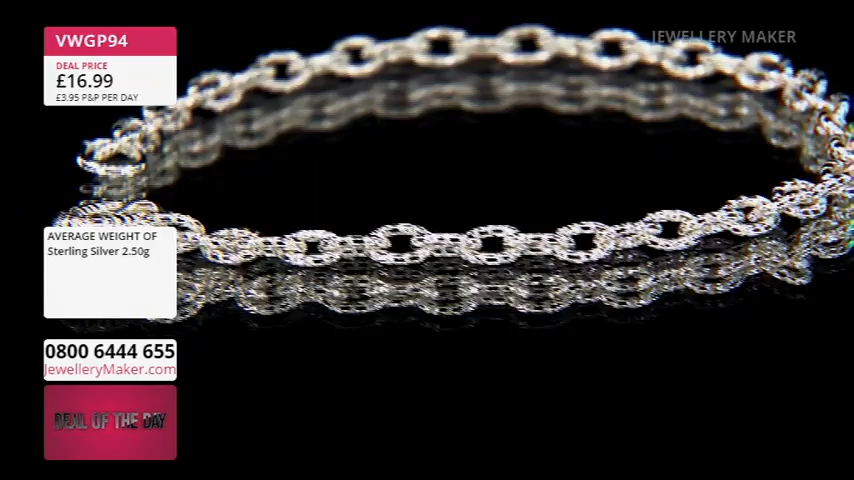 VWGP94
DEAL PRICE
£16.99
£3.95 P&P PER DAY
JEWELLERY MAKER
AVERAGE WEIGHT OF
Sterling Silver 2.50g
0800 6444 655
JewelleryMaker.com
DEAL OF THE DAY